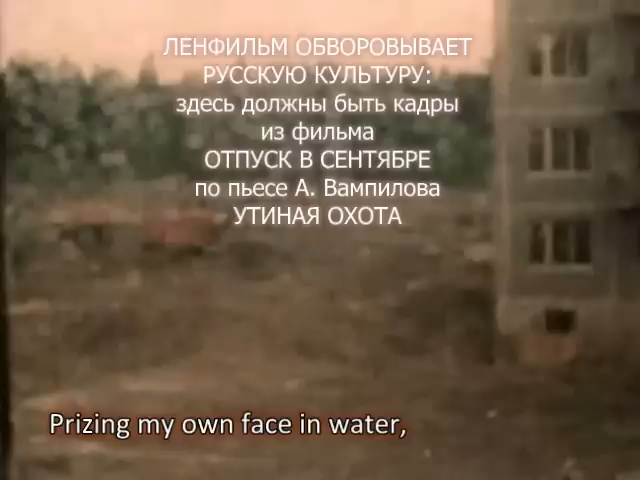 ЛЕНФИЛЬМ ОБВОРОВЫВАЕТ
РУССКУЮ КУЛЬТУРУ:
здесь должны быть кадры
из фильма
ОТПУСК В СЕНТЯБРЕ
по пьесе А. Вампилова
УТИНАЯ ОХОТА
Prizing my own face in water,